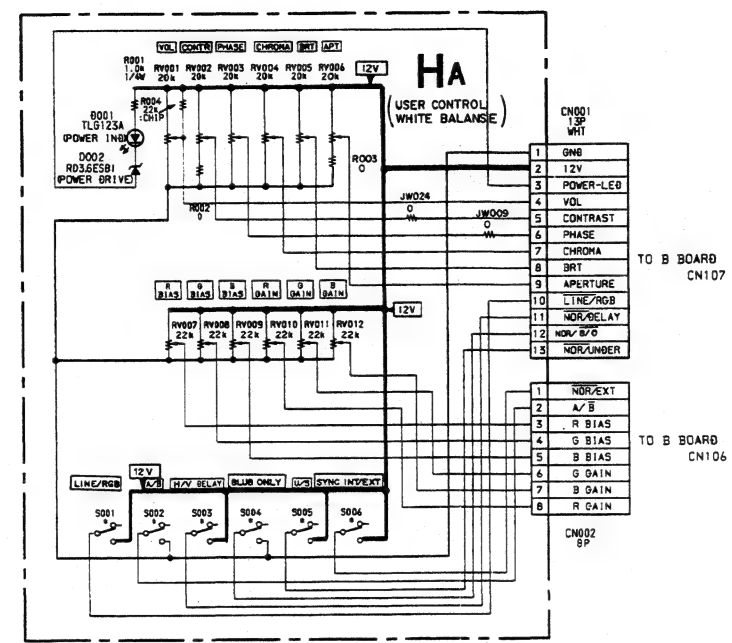 VOL CONTR PHASE CHROMA BRT APT
R001
1.0k
1/4W
RV001
20k
RV002
20k
RV003
20k
RV004
20k
RV005
20k
RV006
20k
12V
HA
(USER CONTROL
WHITE BALANSE)
R004
22k
:CHIP
D001
TLG123A
(POWER IND)
D002
RD3.6ESB1
(POWER DRIVE)
R003
0
R002
0
JW024
0
JW009
0
CN001
13P
WHT
1 GND
2 12V
3 POWER-LED
4 VOL
5 CONTRAST
6 PHASE
7 CHROMA
8 BRT
9 APERTURE
10 LINE/RGB
11 NOR/DELAY
12 NOR/B/O
13 NOR/UNDER
TO B BOARD
CN107
R BIAS
G BIAS
B BIAS
R GAIN
G GAIN
B GAIN
12V
RV007
22k
RV008
22k
RV009
22k
RV010
22k
RV011
22k
RV012
22k
1 NOR/EXT
2 A/B
3 R BIAS
4 G BIAS
5 B BIAS
6 G GAIN
7 B GAIN
8 R GAIN
TO B BOARD
CN106
CN002
8P
12V
LINE/RGB A/B H/V DELAY BLUB ONLY U/S SYNC INT/EXT
S001 S002 S003 S004 S005 S006